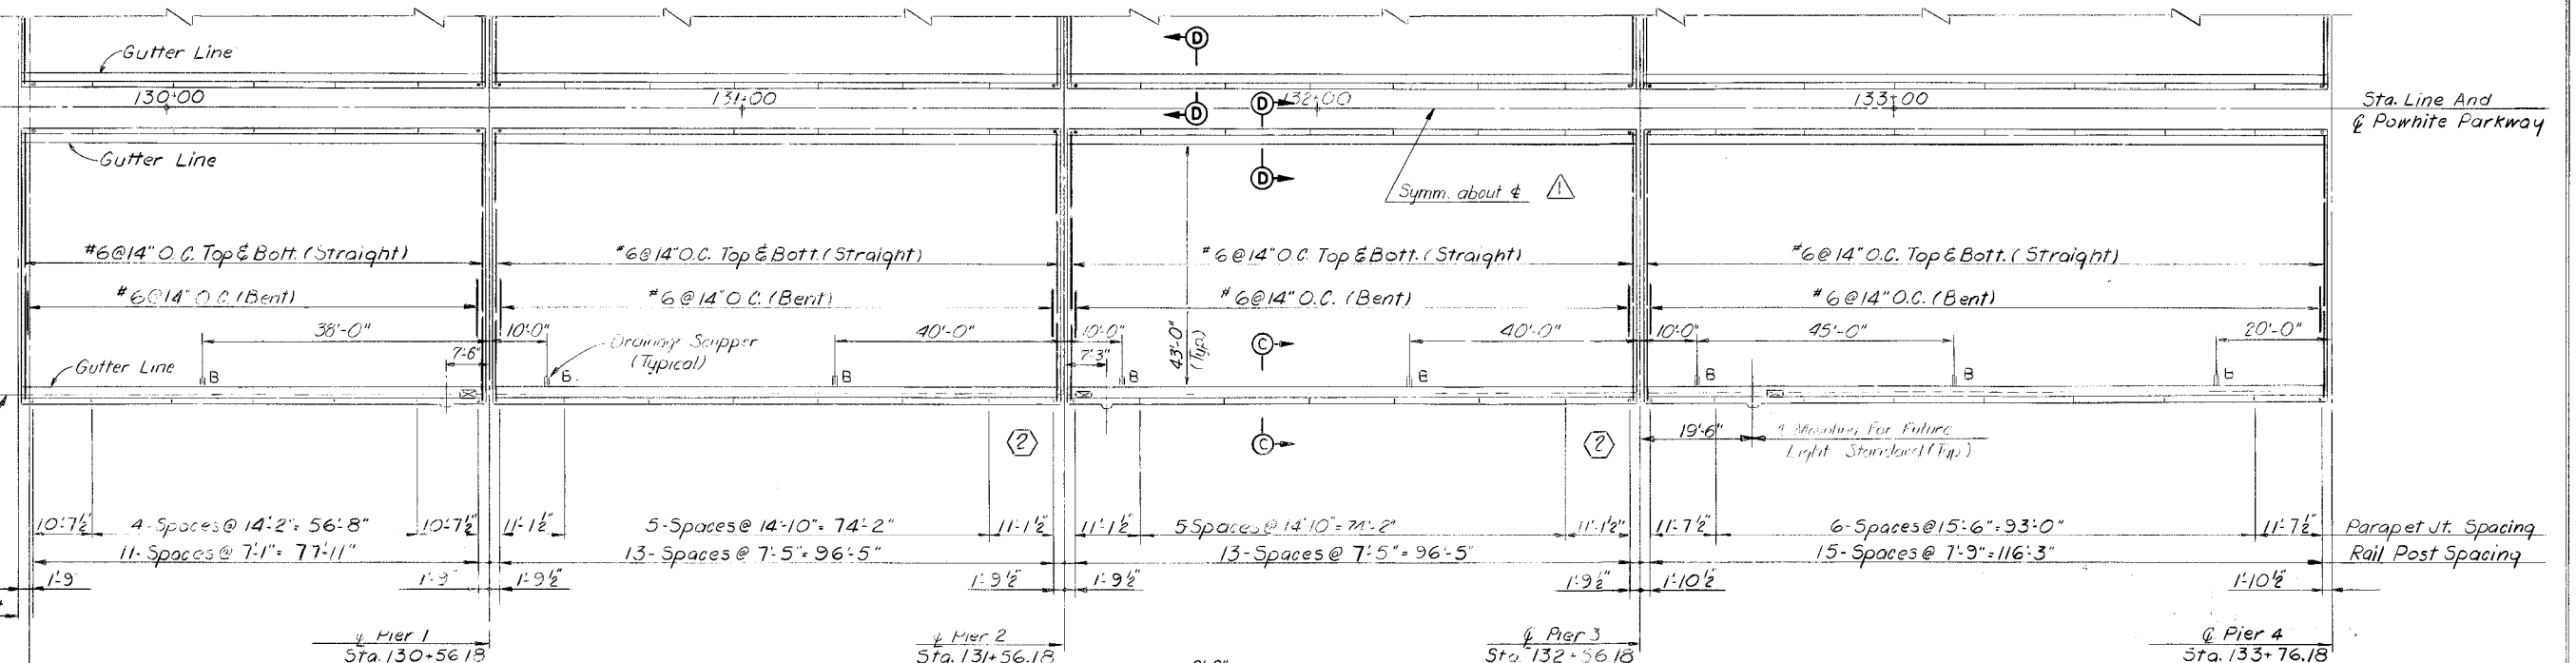 Gutter Line
D
130+00
131+00
D
D
132+00
133+00
Sta. Line And
℄ Powhite Parkway
Gutter Line
D
Symm. about ℄
1
#6@14" O.C. Top & Bott. (Straight)
#6@14" O.C. Top & Bott. (Straight)
#6@14" O.C. Top & Bott. (Straight)
#6@14" O.C. Top & Bott. (Straight)
#6@14" O.C. (Bent)
#6@14" O.C. (Bent)
#6@14" O.C. (Bent)
#6@14" O.C. (Bent)
38'-0"
10'-0"
40'-0"
10'-0"
40'-0"
10'-0"
45'-0"
20'-0"
7'-6"
Drainage Scupper
(Typical)
7'-3"
43'-0"
(Typ.)
C
Gutter Line
B
B
B
B
B
B
B
B
2
C
2
19'-6"
℄ Mounting For Future
Light Standard (Typ.)
10'-7½"
4-Spaces @ 14'-2" = 56'-8"
10'-7½"
11'-1½"
5-Spaces @ 14'-10" = 74'-2"
11'-1½"
11'-1½"
5 Spaces @ 14'-10" = 74'-2"
11'-1½"
11'-7½"
6-Spaces @ 15'-6" = 93'-0"
11'-7½"
Parapet Jt. Spacing
11-Spaces @ 7'-1" = 77'-11"
13-Spaces @ 7'-5" = 96'-5"
13-Spaces @ 7'-5" = 96'-5"
15-Spaces @ 7'-9" = 116'-3"
Rail Post Spacing
1'-9"
1'-9"
1'-9½"
1'-9½"
1'-9½"
1'-9½"
1'-10½"
1'-10½"
℄ Pier 1
Sta. 130+56.18
℄ Pier 2
Sta. 131+56.18
℄ Pier 3
Sta. 132+56.18
℄ Pier 4
Sta. 133+76.18